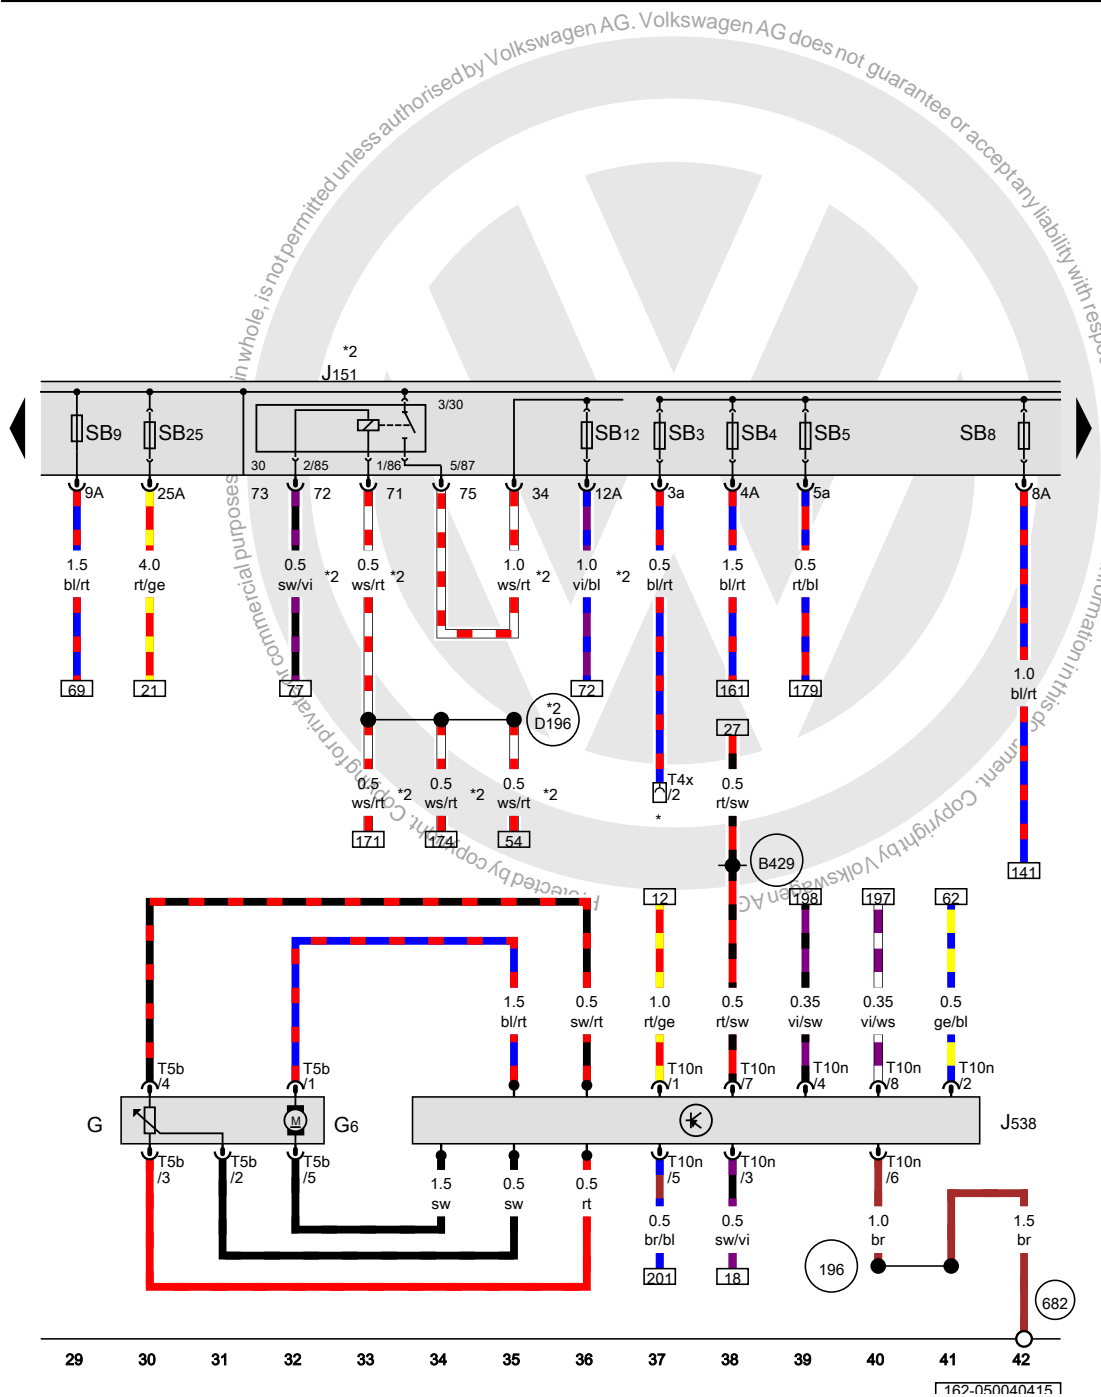 in whole, is not permitted unless authorised by Volkswagen AG. Volkswagen AG does not guarantee or accept any liability with respec
*2
J151
3/30
SB9
SB25
SB12
SB3
SB4
SB5
SB8
30
2/85
1/86
5/87
9A
25A
73
72
71
75
34
12A
3a
4A
5a
8A
1.5
bl/rt
4.0
rt/ge
0.5
sw/vi
*2
0.5
ws/rt
*2
1.0
ws/rt
*2
1.0
vi/bl
*2
0.5
bl/rt
1.5
bl/rt
0.5
rt/bl
1.0
bl/rt
69
21
77
72
161
179
*2
D196
27
0.5
ws/rt
*2
0.5
ws/rt
*2
0.5
ws/rt
*2
T4x
/2
*
0.5
rt/sw
171
174
54
B429
141
12
198
197
62
1.5
bl/rt
0.5
sw/rt
1.0
rt/ge
0.5
rt/sw
0.35
vi/sw
0.35
vi/ws
0.5
ge/bl
T5b
/4
T5b
/1
T10n
/1
T10n
/7
T10n
/4
T10n
/8
T10n
/2
G
M
G6
J538
T5b
/3
T5b
/2
T5b
/5
T10n
/5
T10n
/3
T10n
/6
1.5
sw
0.5
sw
0.5
rt
0.5
br/bl
0.5
sw/vi
1.0
br
1.5
br
201
18
196
682
29 30 31 32 33 34 35 36 37 38 39 40 41 42
162-050040415